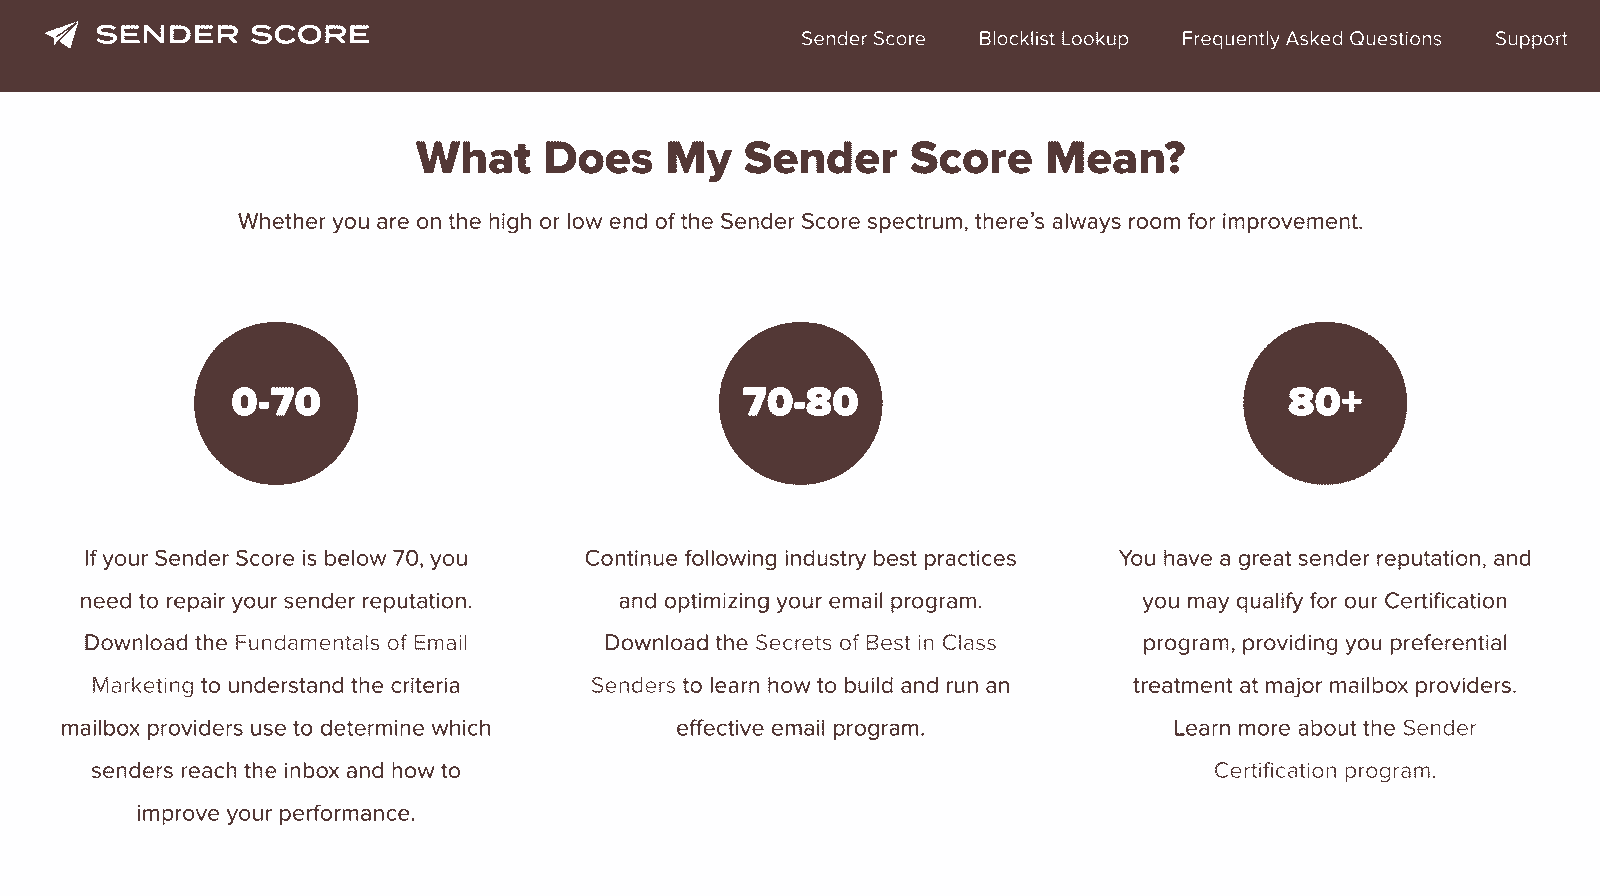 SENDER SCORE
Sender Score
Blocklist Lookup
Frequently Asked Questions
Support
What Does My Sender Score Mean?
Whether you are on the high or low end of the Sender Score spectrum, there’s always room for improvement.
0-70
If your Sender Score is below 70, you
need to repair your sender reputation.
Download the Fundamentals of Email
Marketing to understand the criteria
mailbox providers use to determine which
senders reach the inbox and how to
improve your performance.
70-80
Continue following industry best practices
and optimizing your email program.
Download the Secrets of Best in Class
Senders to learn how to build and run an
effective email program.
80+
You have a great sender reputation, and
you may qualify for our Certification
program, providing you preferential
treatment at major mailbox providers.
Learn more about the Sender
Certification program.